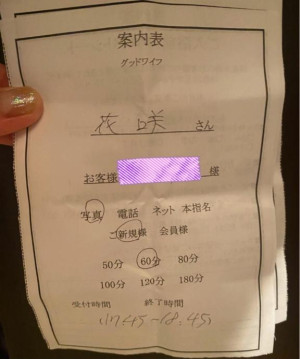 案内表
グッドワイフ
花咲 さん
お客様 様
写真 電話 ネット 本指名
ご新規様 会員様
50分 60分 80分
100分 120分 180分
受付時間 終了時間
(17:45〜18:45)